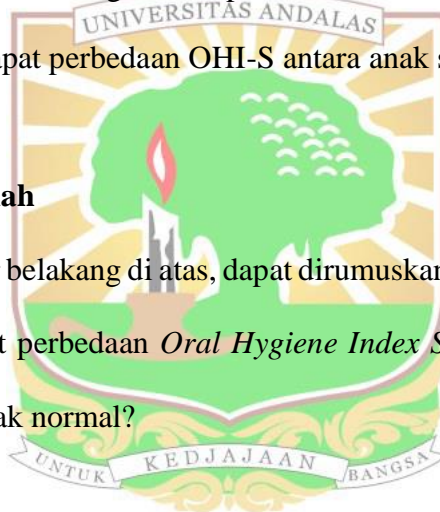 UNIVERSITAS ANDALAS
apat perbedaan OHI-S antara anak s
ah
belakang di atas, dapat dirumuskan
t perbedaan Oral Hygiene Index S
ak normal?
UNTUK KEDJAJAAN BANGSA